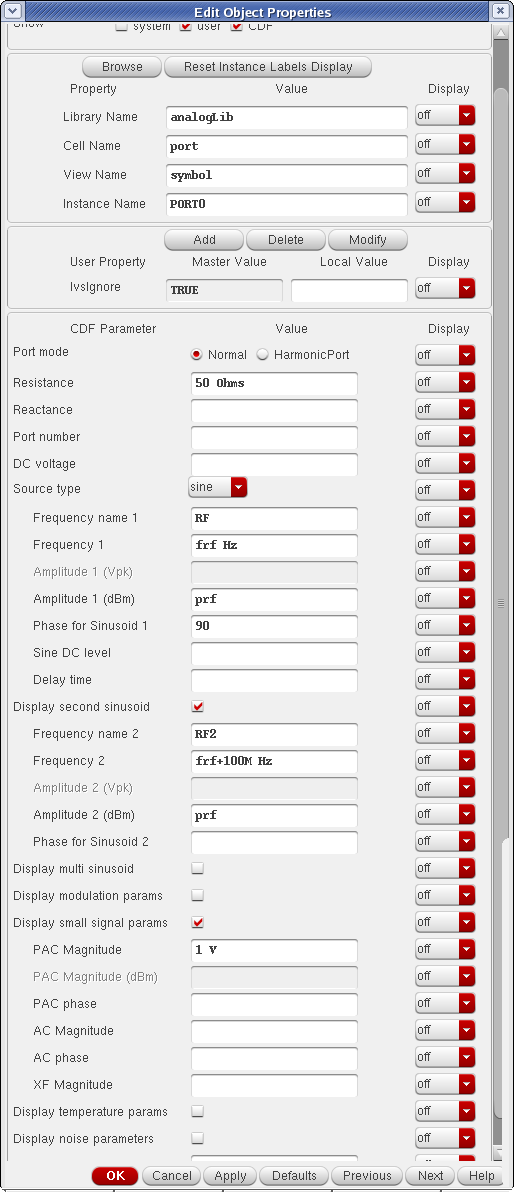 Edit Object Properties
Show system user CDF
Browse Reset Instance Labels Display
Property Value Display
Library Name analogLib off
Cell Name port off
View Name symbol off
Instance Name PORT0 off
Add Delete Modify
User Property Master Value Local Value Display
lvsIgnore TRUE off
CDF Parameter Value Display
Port mode Normal HarmonicPort off
Resistance 50 Ohms off
Reactance off
Port number off
DC voltage off
Source type sine off
Frequency name 1 RF off
Frequency 1 frf Hz off
Amplitude 1 (Vpk) off
Amplitude 1 (dBm) prf off
Phase for Sinusoid 1 90 off
Sine DC level off
Delay time off
Display second sinusoid off
Frequency name 2 RF2 off
Frequency 2 frf+100M Hz off
Amplitude 2 (Vpk) off
Amplitude 2 (dBm) prf off
Phase for Sinusoid 2 off
Display multi sinusoid off
Display modulation params off
Display small signal params off
PAC Magnitude 1 V off
PAC Magnitude (dBm) off
PAC phase off
AC Magnitude off
AC phase off
XF Magnitude off
Display temperature params off
Display noise parameters off
OK Cancel Apply Defaults Previous Next Help